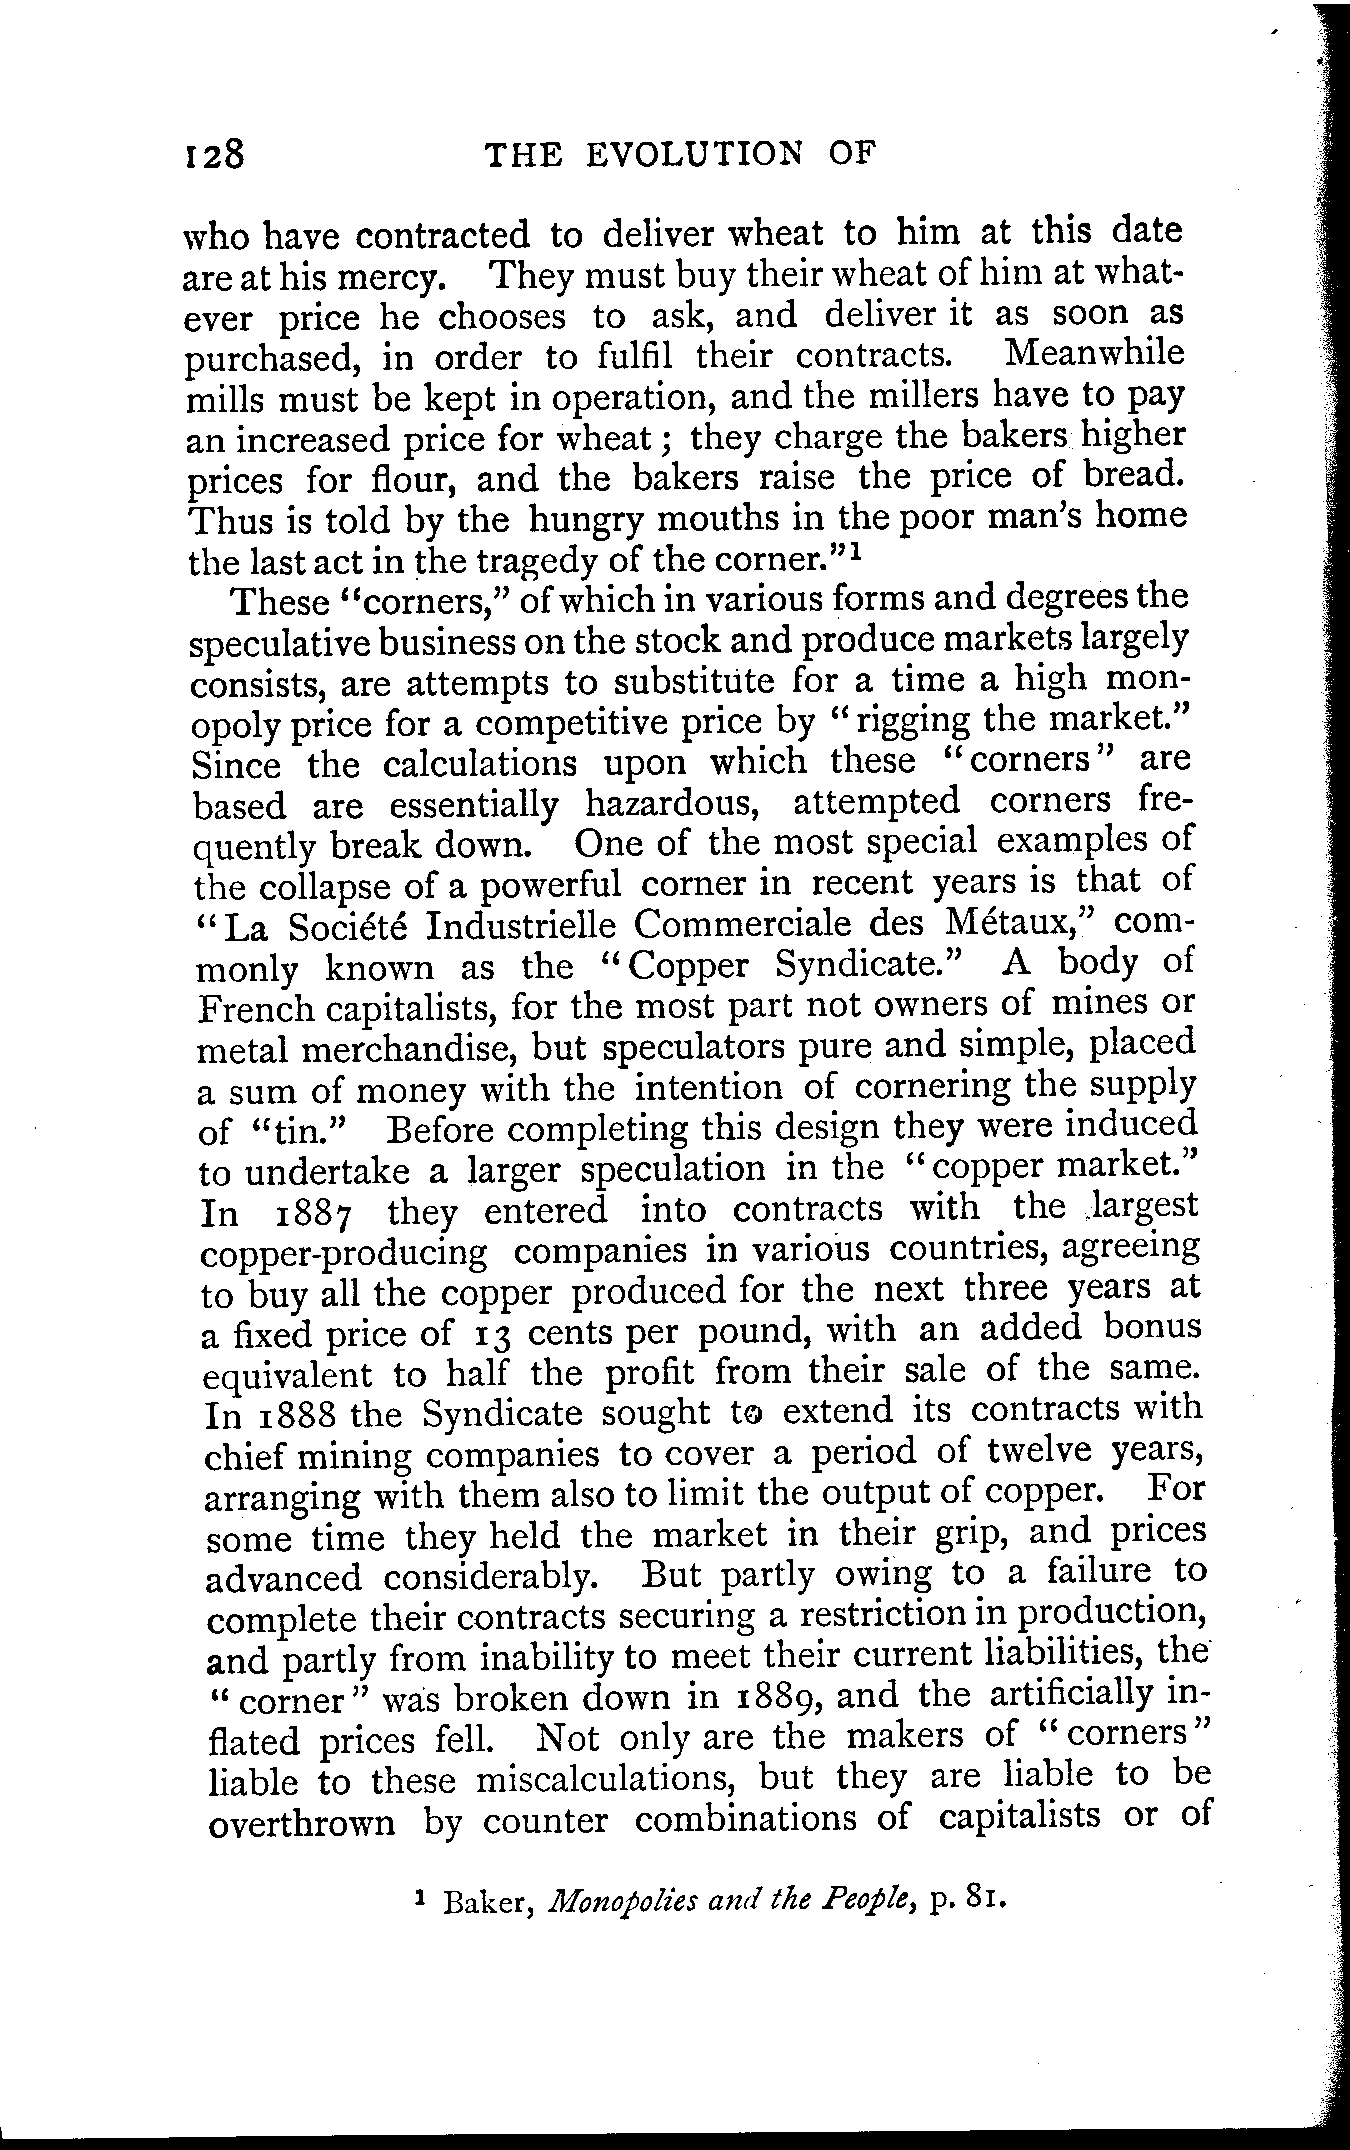 128 THE EVOLUTION OF
who have contracted to deliver wheat to him at this date
are at his mercy. They must buy their wheat of him at what-
ever price he chooses to ask, and deliver it as soon as
purchased, in order to fulfil their contracts. Meanwhile
mills must be kept in operation, and the millers have to pay
an increased price for wheat; they charge the bakers higher
prices for flour, and the bakers raise the price of bread.
Thus is told by the hungry mouths in the poor man's home
the last act in the tragedy of the corner."¹
These "corners," of which in various forms and degrees the
speculative business on the stock and produce markets largely
consists, are attempts to substitute for a time a high mon-
opoly price for a competitive price by "rigging the market."
Since the calculations upon which these "corners" are
based are essentially hazardous, attempted corners fre-
quently break down. One of the most special examples of
the collapse of a powerful corner in recent years is that of
"La Société Industrielle Commerciale des Métaux," com-
monly known as the "Copper Syndicate." A body of
French capitalists, for the most part not owners of mines or
metal merchandise, but speculators pure and simple, placed
a sum of money with the intention of cornering the supply
of "tin." Before completing this design they were induced
to undertake a larger speculation in the "copper market."
In 1887 they entered into contracts with the largest
copper-producing companies in various countries, agreeing
to buy all the copper produced for the next three years at
a fixed price of 13 cents per pound, with an added bonus
equivalent to half the profit from their sale of the same.
In 1888 the Syndicate sought to extend its contracts with
chief mining companies to cover a period of twelve years,
arranging with them also to limit the output of copper. For
some time they held the market in their grip, and prices
advanced considerably. But partly owing to a failure to
complete their contracts securing a restriction in production,
and partly from inability to meet their current liabilities, the
"corner" was broken down in 1889, and the artificially in-
flated prices fell. Not only are the makers of "corners"
liable to these miscalculations, but they are liable to be
overthrown by counter combinations of capitalists or of
¹ Baker, Monopolies and the People, p. 81.